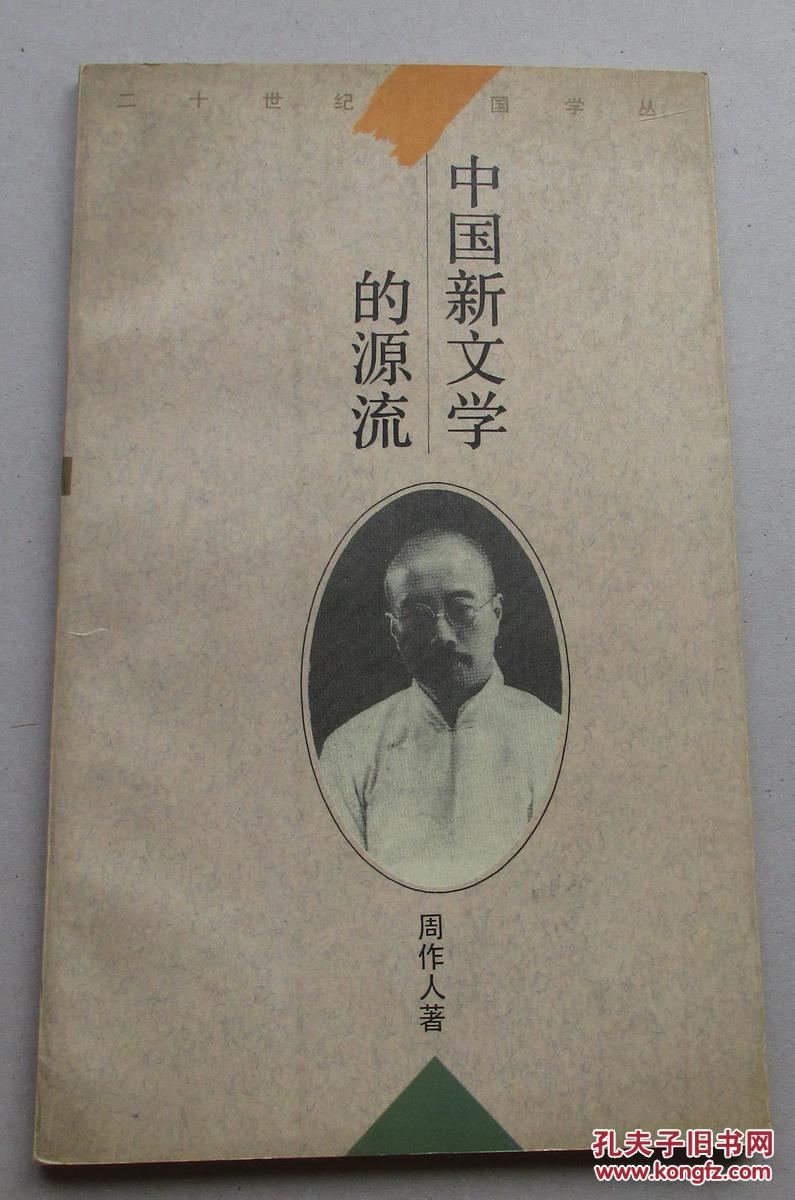 二十世纪 国学丛
中国新文学
的源流
周作人著
孔夫子旧书网
www.kongfz.com